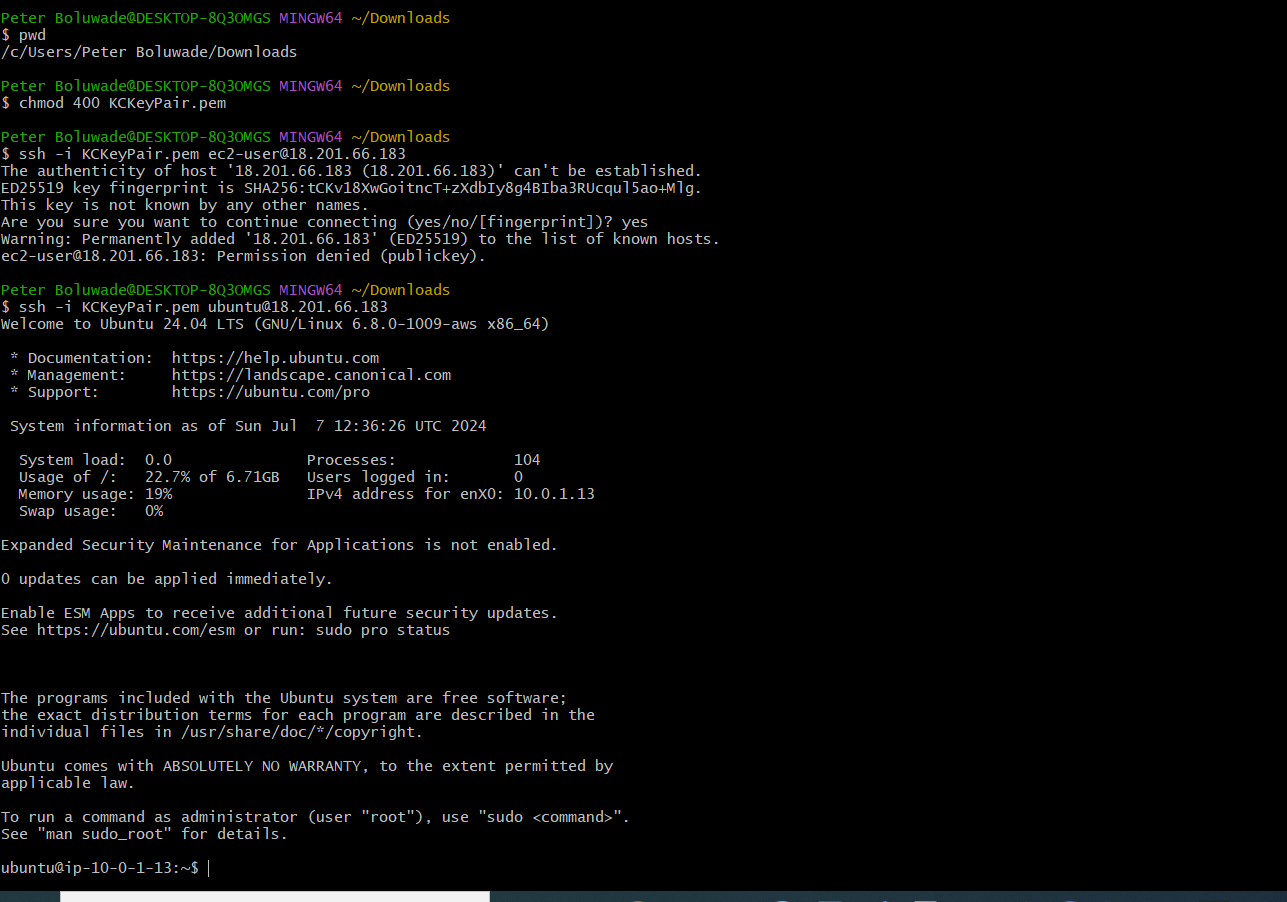 Peter Boluwade@DESKTOP-8Q3OMGS MINGW64 ~/Downloads
$ pwd
/c/Users/Peter Boluwade/Downloads
Peter Boluwade@DESKTOP-8Q3OMGS MINGW64 ~/Downloads
$ chmod 400 KCKeyPair.pem
Peter Boluwade@DESKTOP-8Q3OMGS MINGW64 ~/Downloads
$ ssh -i KCKeyPair.pem ec2-user@18.201.66.183
The authenticity of host '18.201.66.183 (18.201.66.183)' can't be established.
ED25519 key fingerprint is SHA256:tCKv18XwGoitncT+zXdbIy8g4BIba3RUcqul5ao+Mlg.
This key is not known by any other names.
Are you sure you want to continue connecting (yes/no/[fingerprint])? yes
Warning: Permanently added '18.201.66.183' (ED25519) to the list of known hosts.
ec2-user@18.201.66.183: Permission denied (publickey).
Peter Boluwade@DESKTOP-8Q3OMGS MINGW64 ~/Downloads
$ ssh -i KCKeyPair.pem ubuntu@18.201.66.183
Welcome to Ubuntu 24.04 LTS (GNU/Linux 6.8.0-1009-aws x86_64)
* Documentation: https://help.ubuntu.com
* Management: https://landscape.canonical.com
* Support: https://ubuntu.com/pro
System information as of Sun Jul 7 12:36:26 UTC 2024
System load: 0.0 Processes: 104
Usage of /: 22.7% of 6.71GB Users logged in: 0
Memory usage: 19% IPv4 address for enX0: 10.0.1.13
Swap usage: 0%
Expanded Security Maintenance for Applications is not enabled.
0 updates can be applied immediately.
Enable ESM Apps to receive additional future security updates.
See https://ubuntu.com/esm or run: sudo pro status
The programs included with the Ubuntu system are free software;
the exact distribution terms for each program are described in the
individual files in /usr/share/doc/*/copyright.
Ubuntu comes with ABSOLUTELY NO WARRANTY, to the extent permitted by
applicable law.
To run a command as administrator (user "root"), use "sudo <command>".
See "man sudo_root" for details.
ubuntu@ip-10-0-1-13:~$